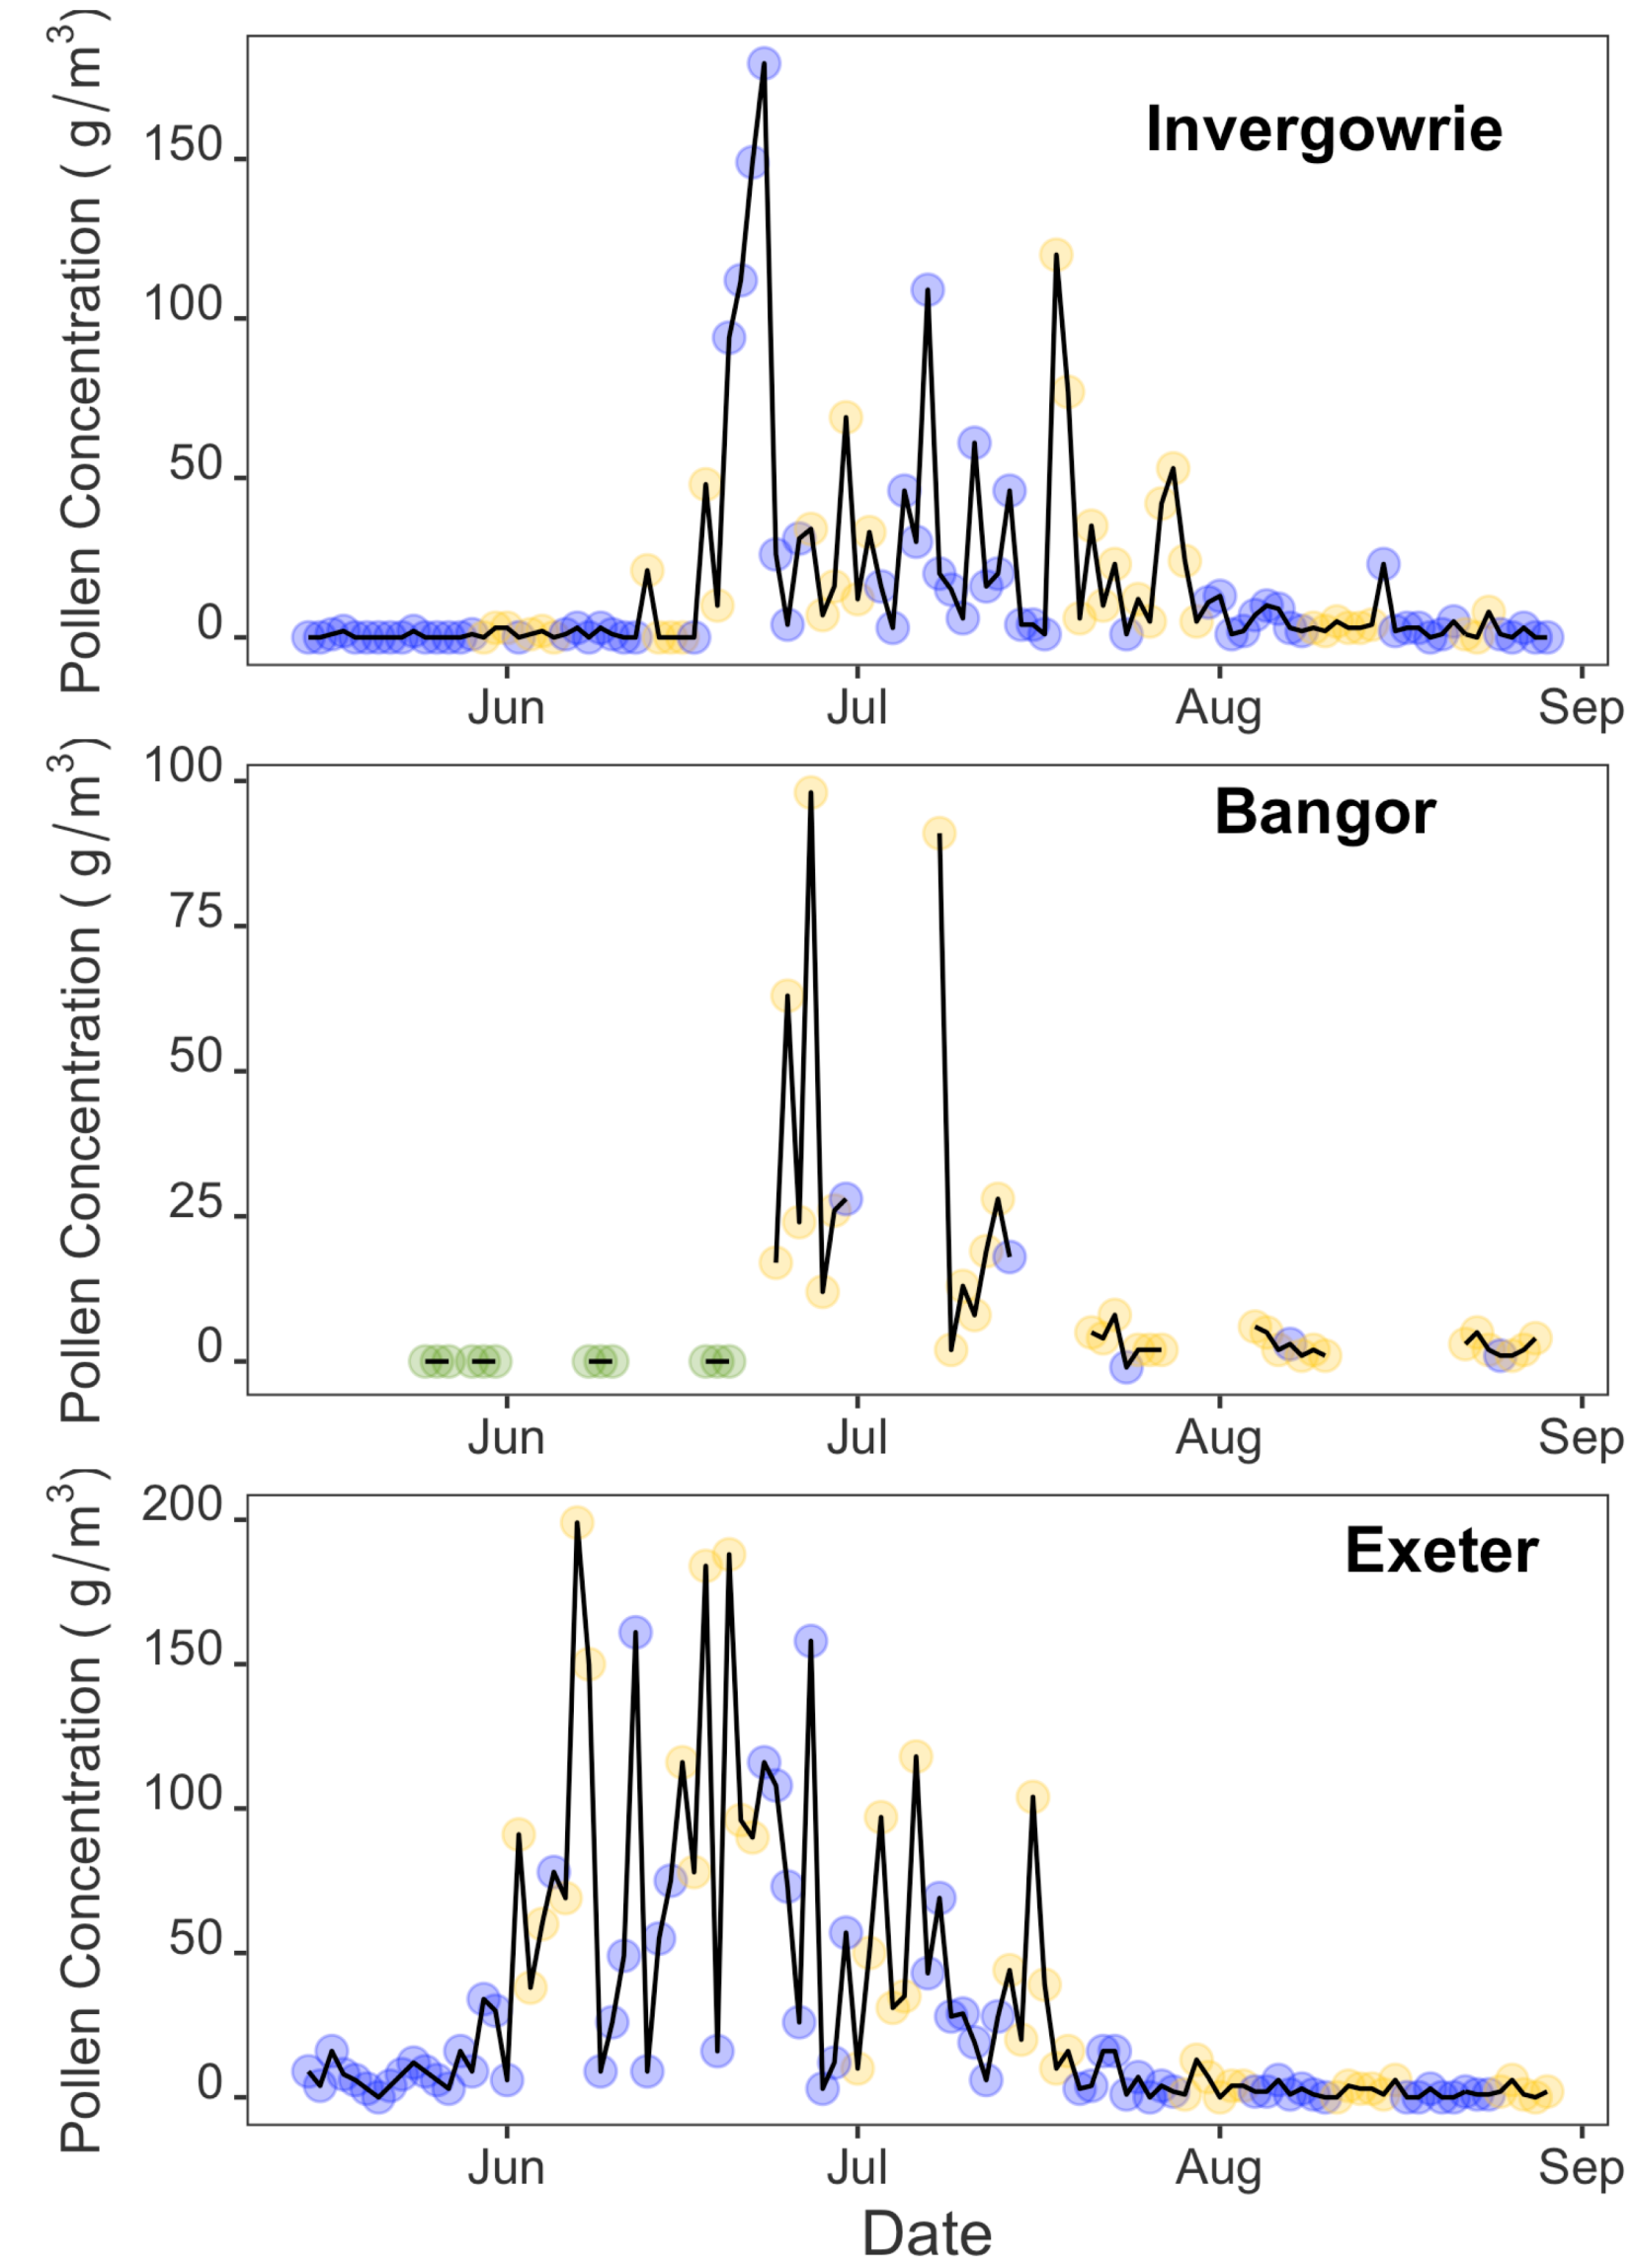 Pollen Concentration ( g/m³)
150
100
50
0
Invergowrie
Jun Jul Aug Sep
Pollen Concentration ( g/m³)
100
75
50
25
0
Bangor
Jun Jul Aug Sep
Pollen Concentration ( g/m³)
200
150
100
50
0
Exeter
Jun Jul Aug Sep
Date